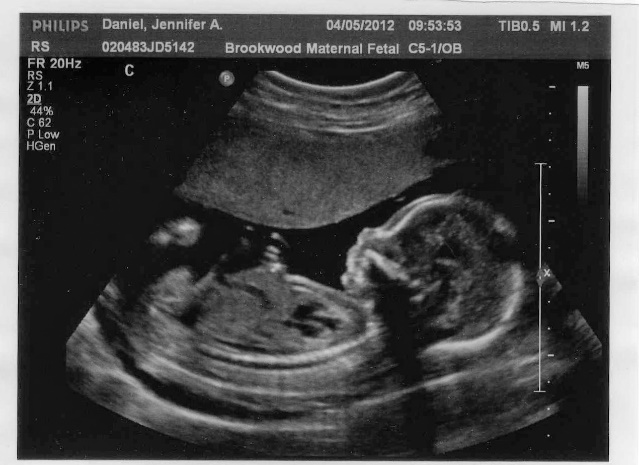 PHILIPS Daniel, Jennifer A. 04/05/2012 09:53:53 TIB0.5 MI 1.2
RS 020483JD5142 Brookwood Maternal Fetal C5-1/OB
FR 20Hz
RS
Z 1.1
2D
44%
C 62
P Low
HGen
C
P
M5
X